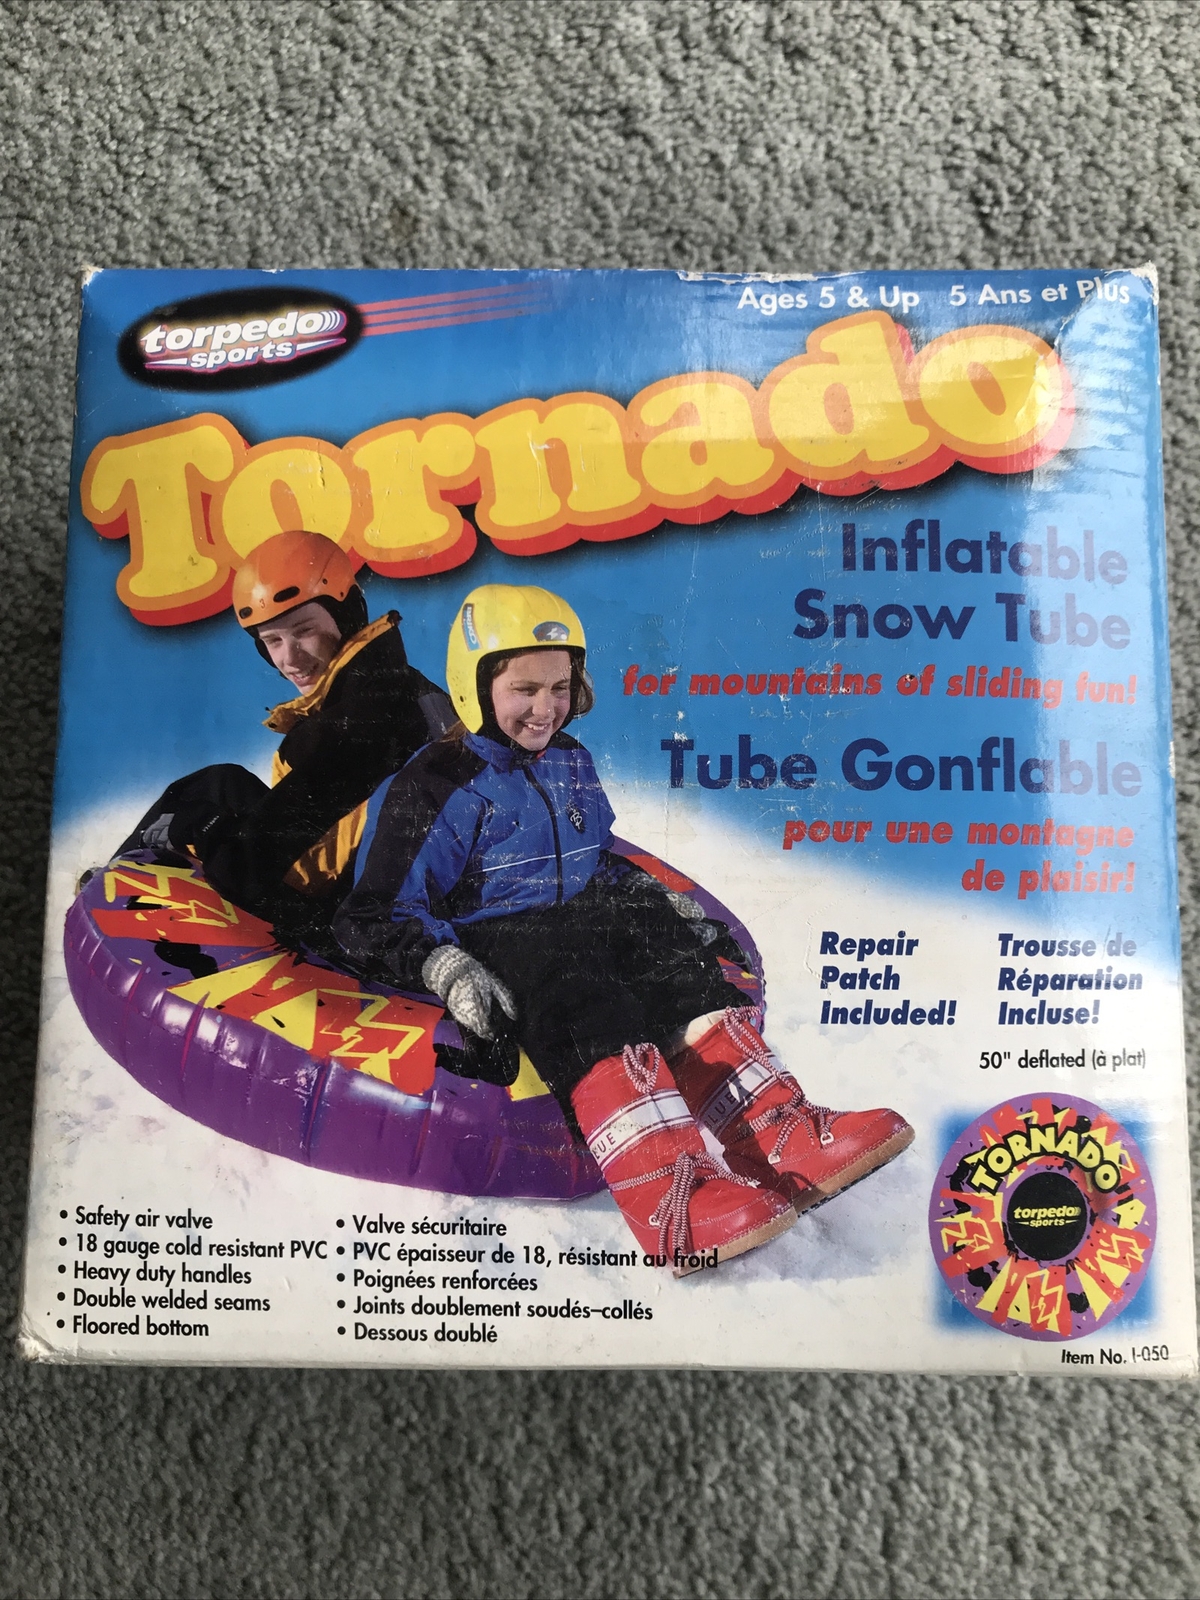 torpedo
sports
Ages 5 & Up 5 Ans et Plus
Tornado
Inflatable
Snow Tube
for mountains of sliding fun!
Tube Gonflable
pour une montagne
de plaisir!
Repair
Patch
Included!
Trousse de
Réparation
Incluse!
50" deflated (à plat)
TORNADO
torpedo
sports
• Safety air valve
• 18 gauge cold resistant PVC
• Heavy duty handles
• Double welded seams
• Floored bottom
• Valve sécuritaire
• PVC épaisseur de 18, résistant au froid
• Poignées renforcées
• Joints doublement soudés–collés
• Dessous doublé
Item No. I-050